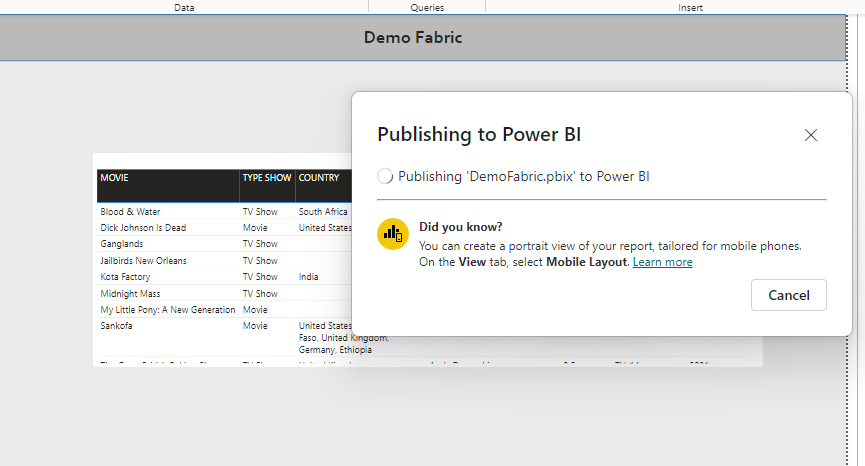 Data Queries Insert
Demo Fabric
Publishing to Power BI
Publishing 'DemoFabric.pbix' to Power BI
Did you know?
You can create a portrait view of your report, tailored for mobile phones.
On the View tab, select Mobile Layout. Learn more
Cancel
MOVIE TYPE SHOW COUNTRY
Blood & Water TV Show South Africa
Dick Johnson Is Dead Movie United States
Ganglands TV Show
Jailbirds New Orleans TV Show
Kota Factory TV Show India
Midnight Mass TV Show
My Little Pony: A New Generation Movie
Sankofa Movie United States
Faso, United Kingdom,
Germany, Ethiopia